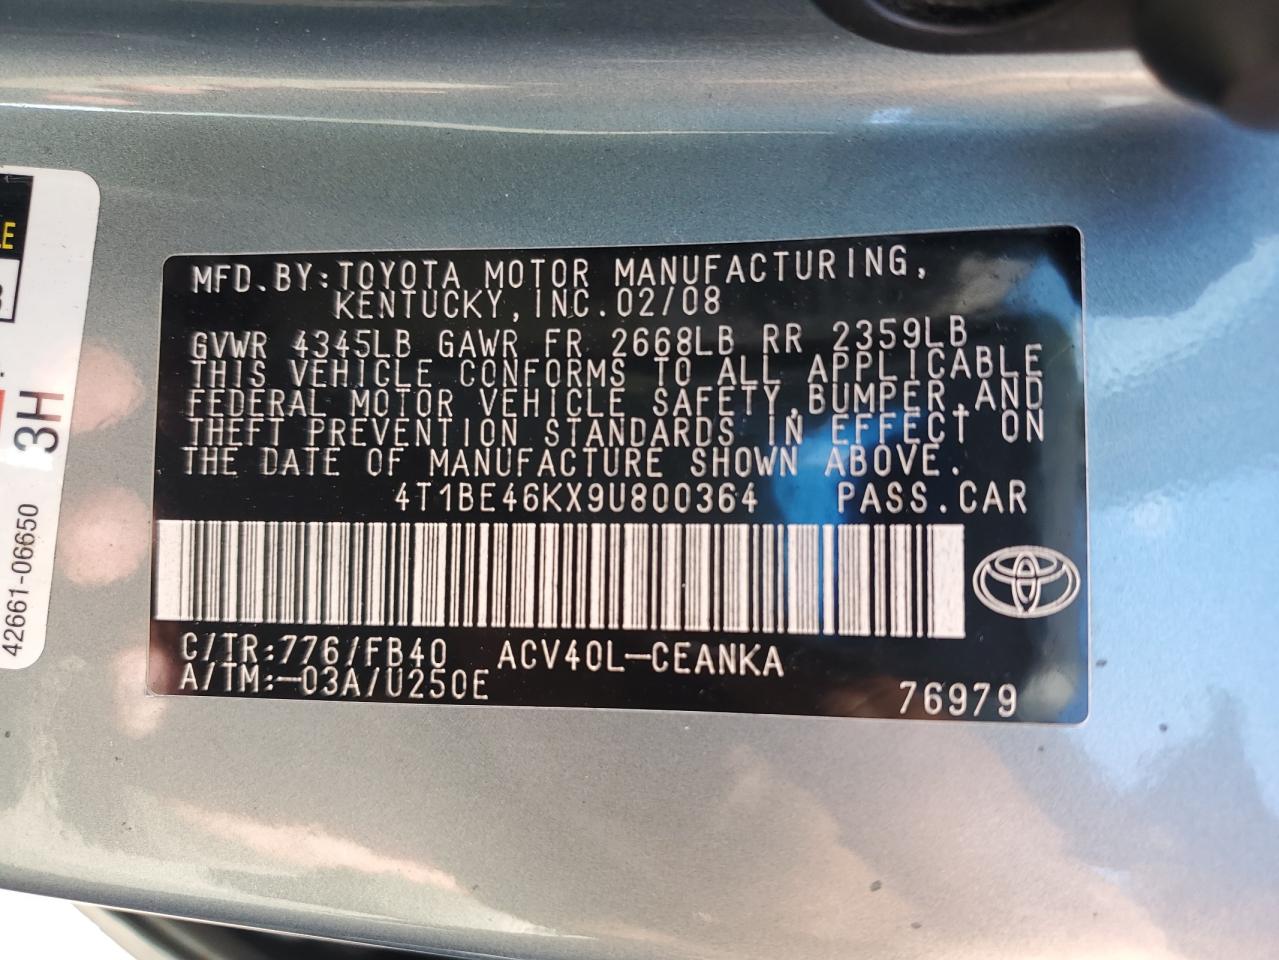 MFD.BY:TOYOTA MOTOR MANUFACTURING,
KENTUCKY,INC.02/08
GVWR 4345LB GAWR FR 2668LB RR 2359LB
THIS VEHICLE CONFORMS TO ALL APPLICABLE
FEDERAL MOTOR VEHICLE SAFETY,BUMPER,AND
THEFT PREVENTION STANDARDS IN EFFECT ON
THE DATE OF MANUFACTURE SHOWN ABOVE.
4T1BE46KX9U800364 PASS.CAR
C/TR:776/FB40 ACV40L-CEANKA
A/TM:-03A/U250E
76979
3H
42661-06650